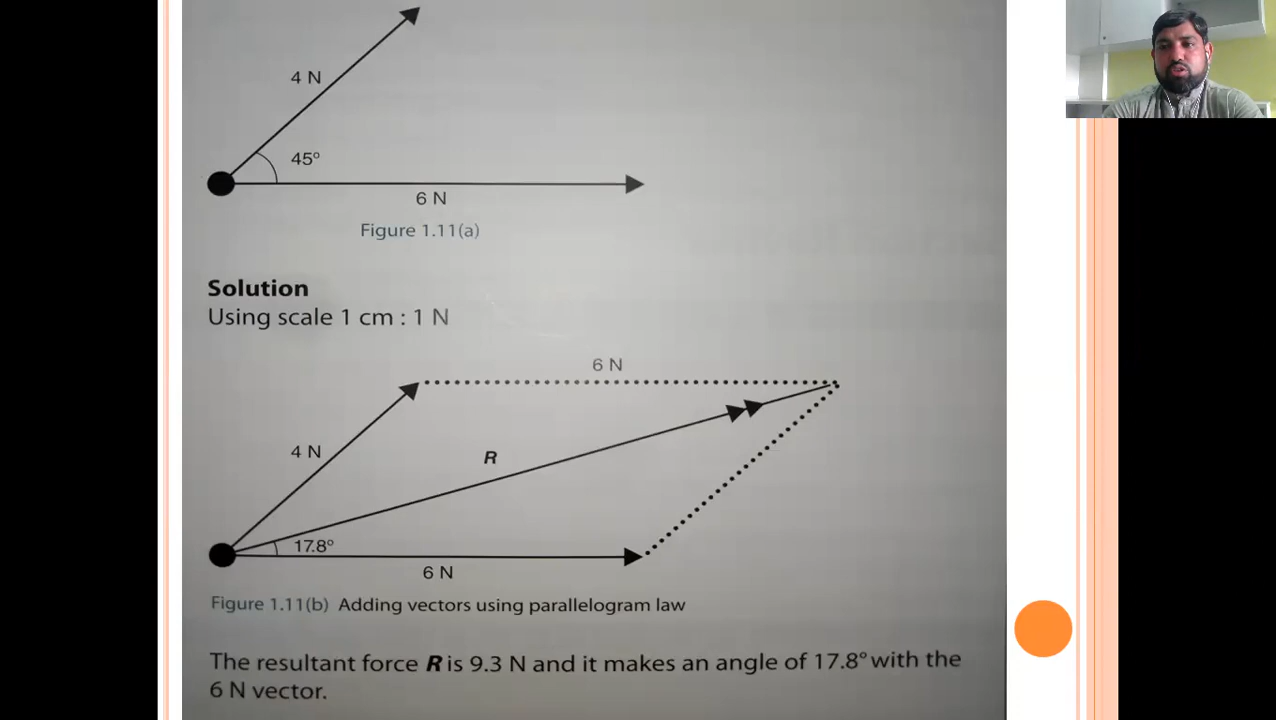 4 N
45°
6 N
Figure 1.11(a)
Solution
Using scale 1 cm : 1 N
6 N
4 N
R
17.8°
6 N
Figure 1.11(b) Adding vectors using parallelogram law
The resultant force R is 9.3 N and it makes an angle of 17.8° with the
6 N vector.